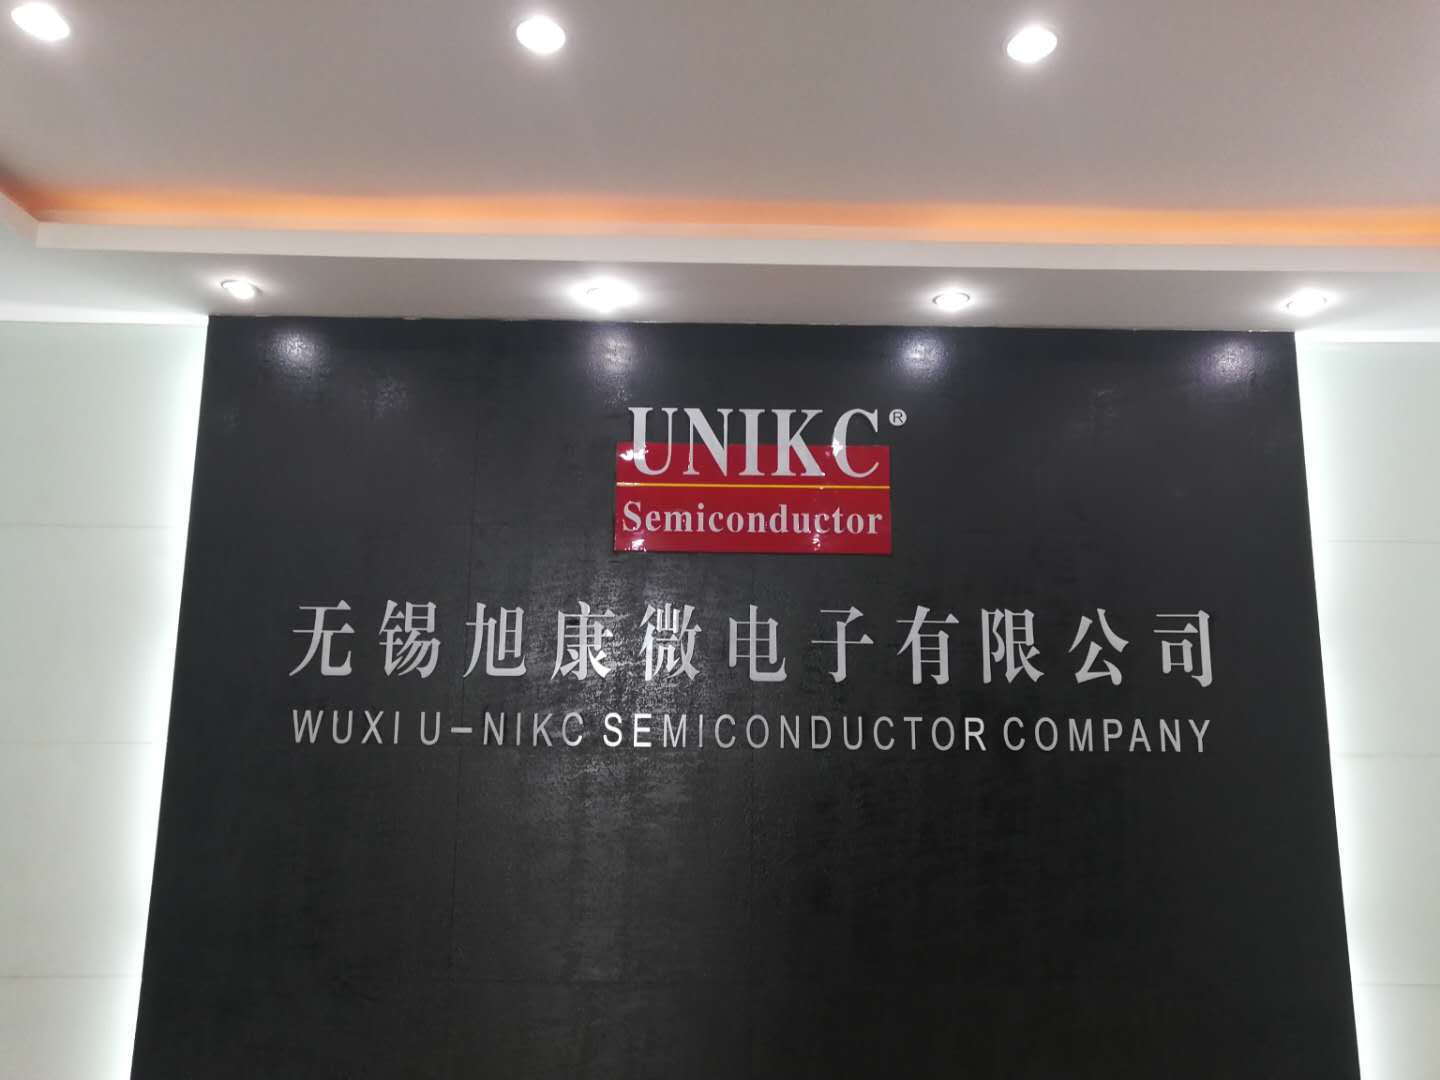 UNIKC®
Semiconductor
无锡旭康微电子有限公司
WUXI U-NIKC SEMICONDUCTOR COMPANY